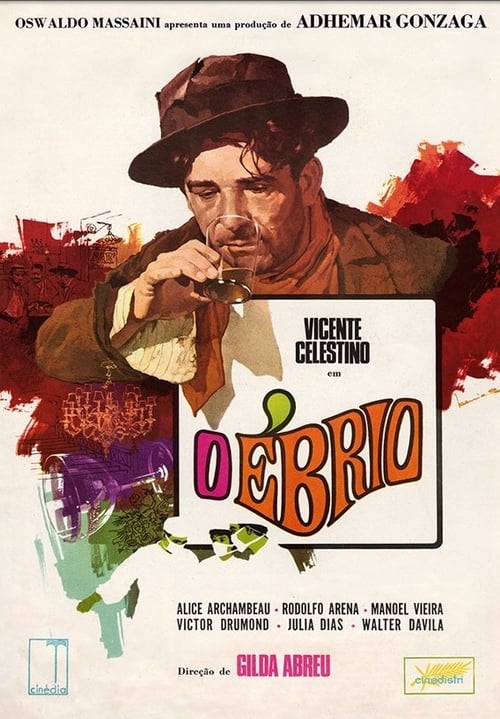 OSWALDO MASSAINI apresenta uma produção de ADHEMAR GONZAGA
VICENTE
CELESTINO
em
O ÉBRIO
ALICE ARCHAMBEAU • RODOLFO ARENA • MANOEL VIEIRA
VICTOR DRUMOND • JULIA DIAS • WALTER DAVILA
Direção de GILDA ABREU
cinédia
cinedistri